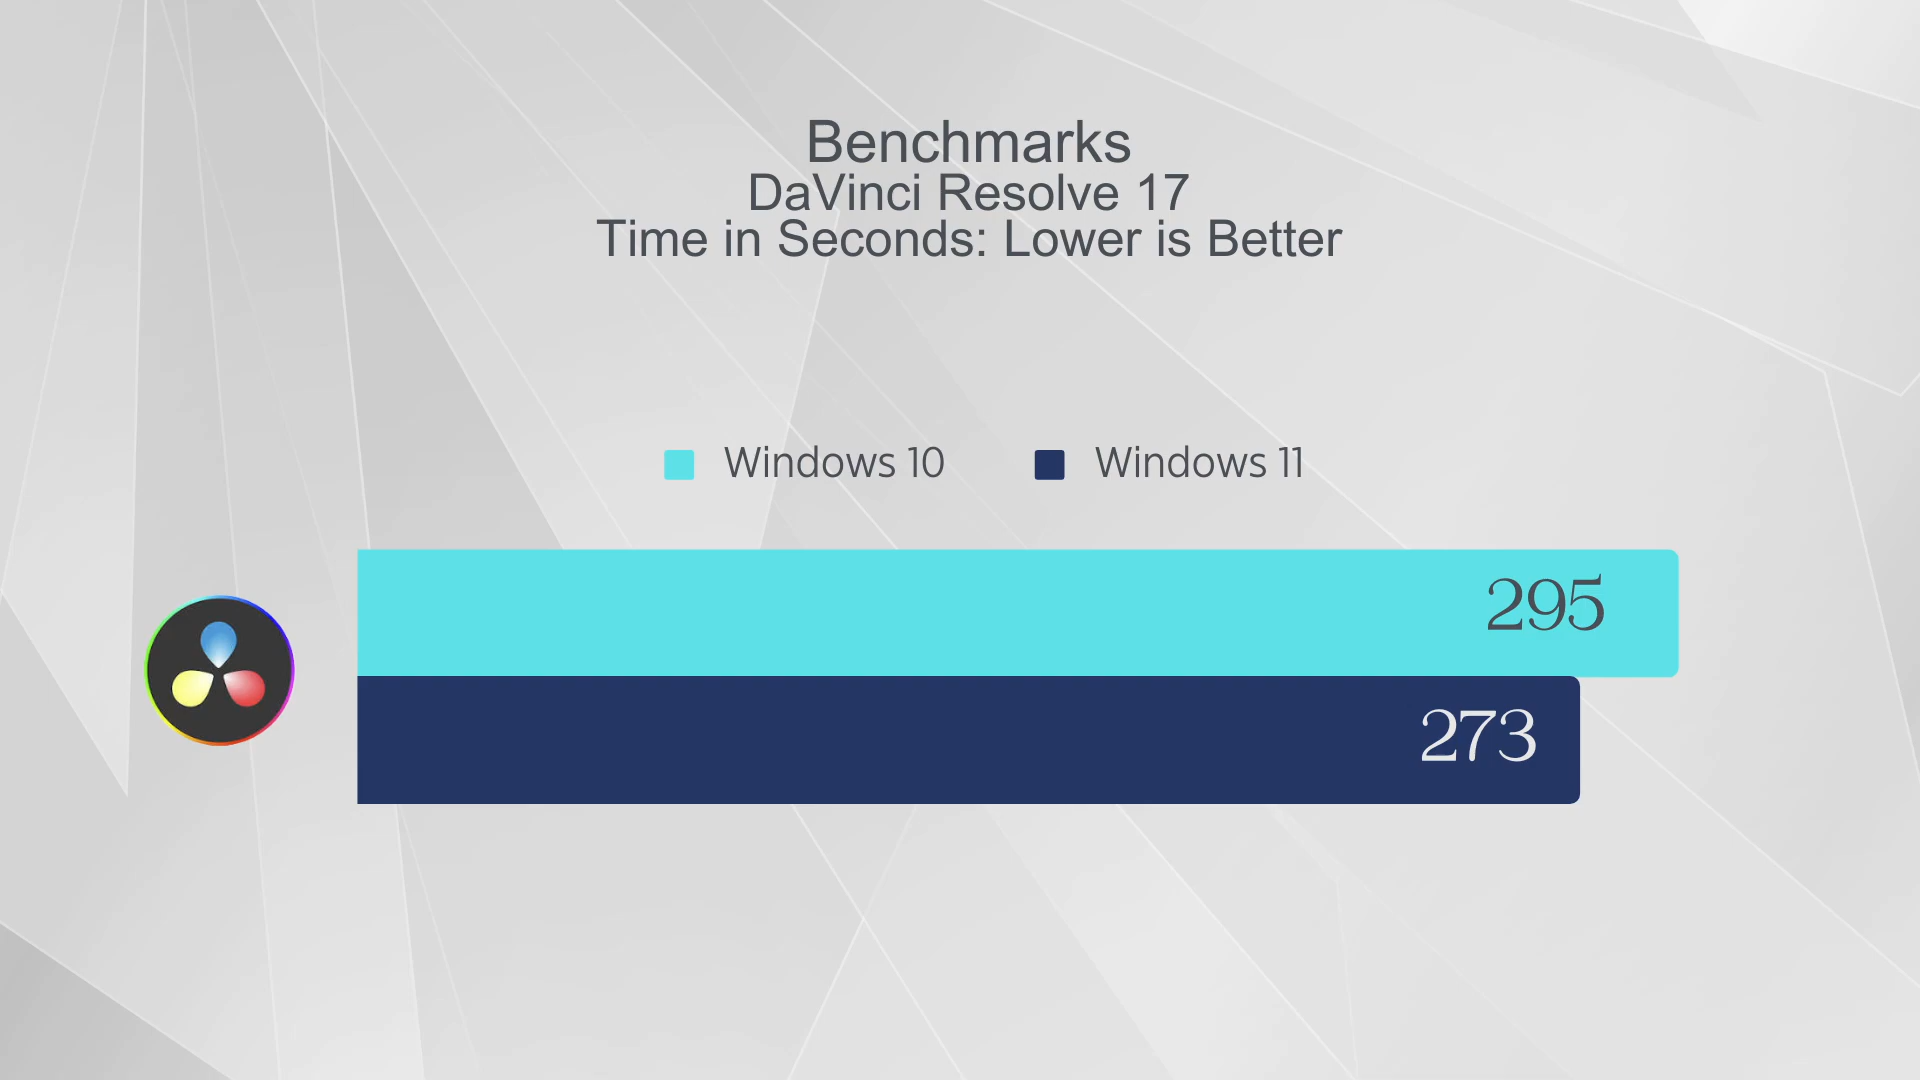 Benchmarks
DaVinci Resolve 17
Time in Seconds: Lower is Better
Windows 10
Windows 11
295
273